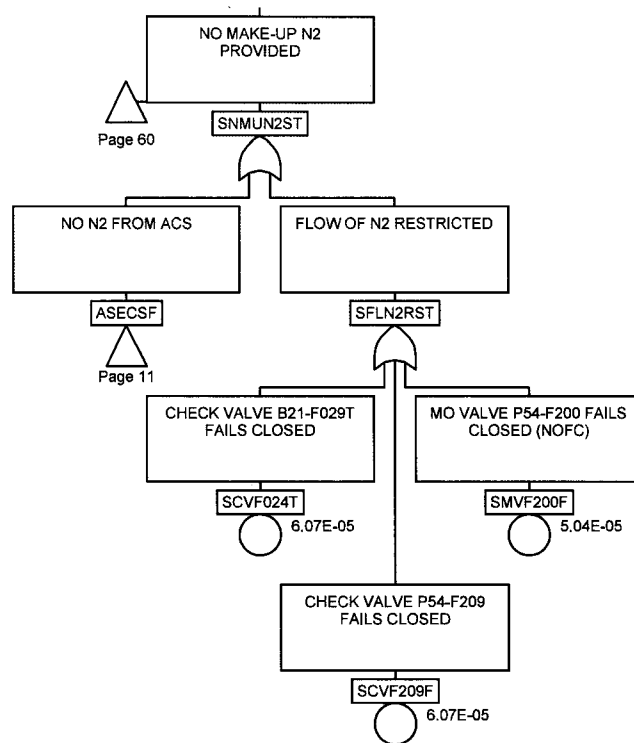 NO MAKE-UP N2
PROVIDED
Page 60
SNMUN2ST
NO N2 FROM ACS
FLOW OF N2 RESTRICTED
ASECSF
SFLN2RST
Page 11
CHECK VALVE B21-F029T
FAILS CLOSED
MO VALVE P54-F200 FAILS
CLOSED (NOFC)
SCVF024T
6.07E-05
SMVF200F
5.04E-05
CHECK VALVE P54-F209
FAILS CLOSED
SCVF209F
6.07E-05